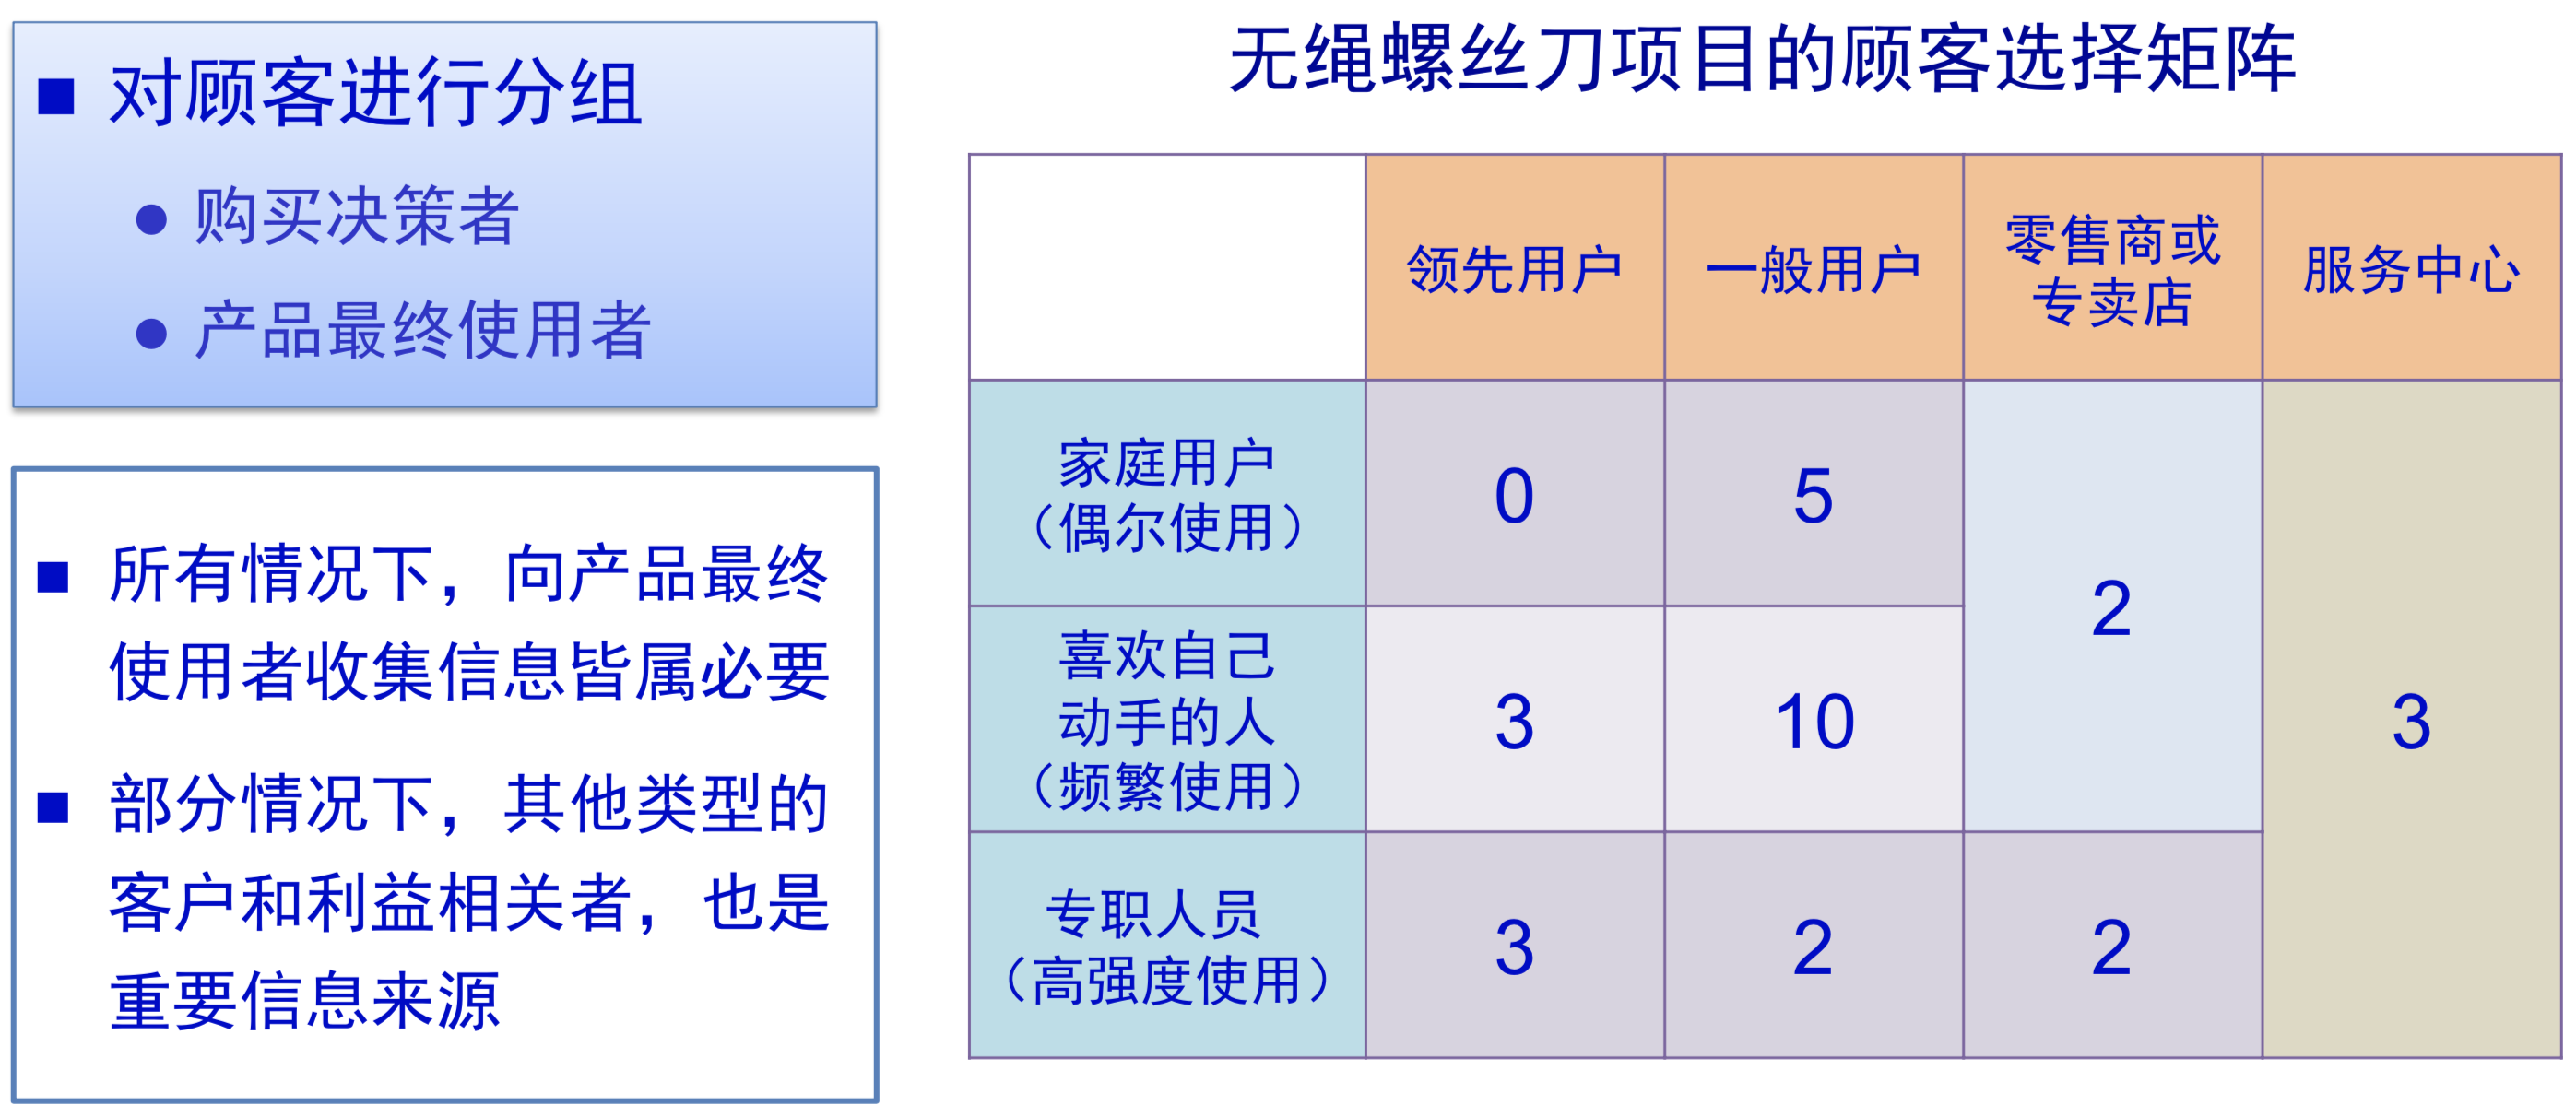 ■ 对顾客进行分组
● 购买决策者
● 产品最终使用者
■ 所有情况下，向产品最终
使用者收集信息皆属必要
■ 部分情况下，其他类型的
客户和利益相关者，也是
重要信息来源
无绳螺丝刀项目的顾客选择矩阵
领先用户 一般用户 零售商或 服务中心
专卖店
家庭用户
（偶尔使用） 0 5 2
喜欢自己
动手的人
（频繁使用） 3 10 3
专职人员
（高强度使用） 3 2 2